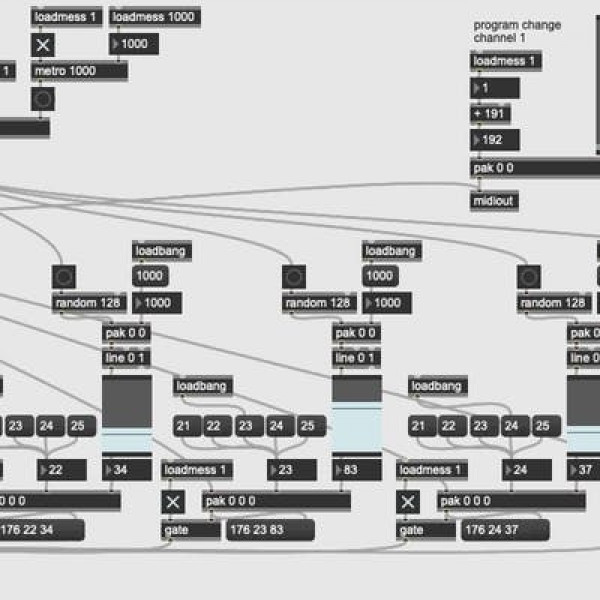 loadmess 1
loadmess 1000
1000
1
metro 1000
program change
channel 1
loadmess 1
1
+ 191
192
pak 0 0
midiout
loadbang
loadbang
1000
1000
random 128
1000
random 128
1000
random 128
pak 0 0
pak 0 0
pak 0
line 0 1
line 0 1
line 0
loadbang
loadbang
23
24
25
21
22
23
24
25
21
22
23
24
25
22
34
loadmess 1
23
83
loadmess 1
24
37
0 0 0
pak 0 0 0
pak 0 0 0
176 22 34
gate
176 23 83
gate
176 24 37